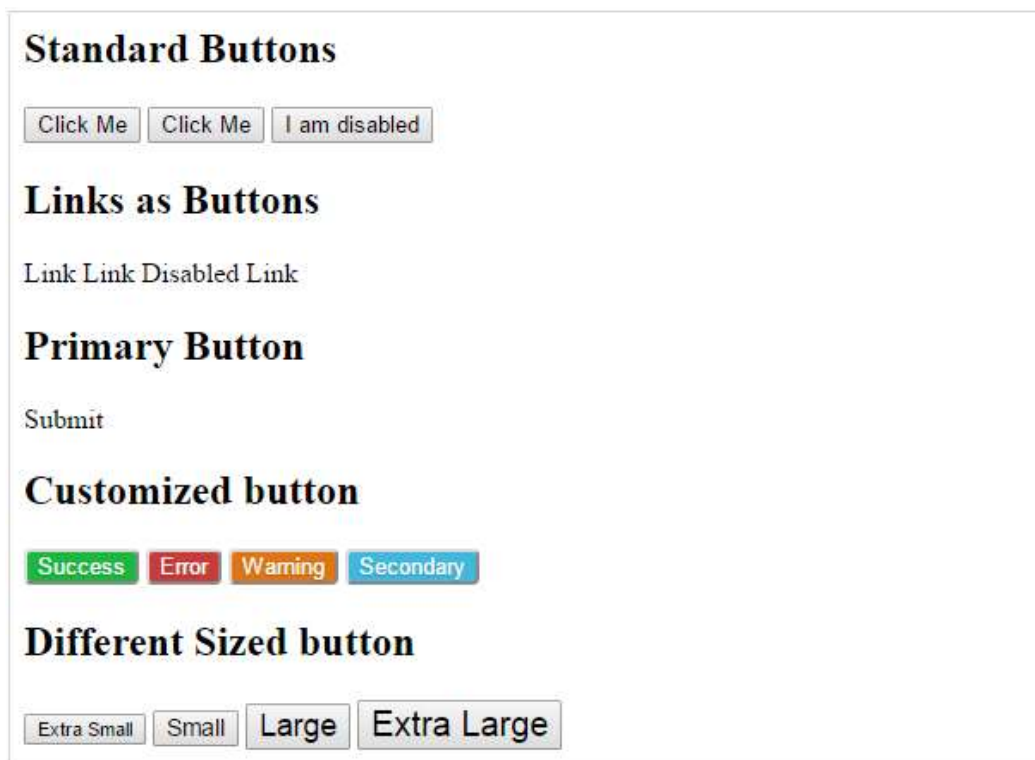 Standard Buttons
Click Me Click Me I am disabled
Links as Buttons
Link Link Disabled Link
Primary Button
Submit
Customized button
Success Error Warning Secondary
Different Sized button
Extra Small Small Large Extra Large